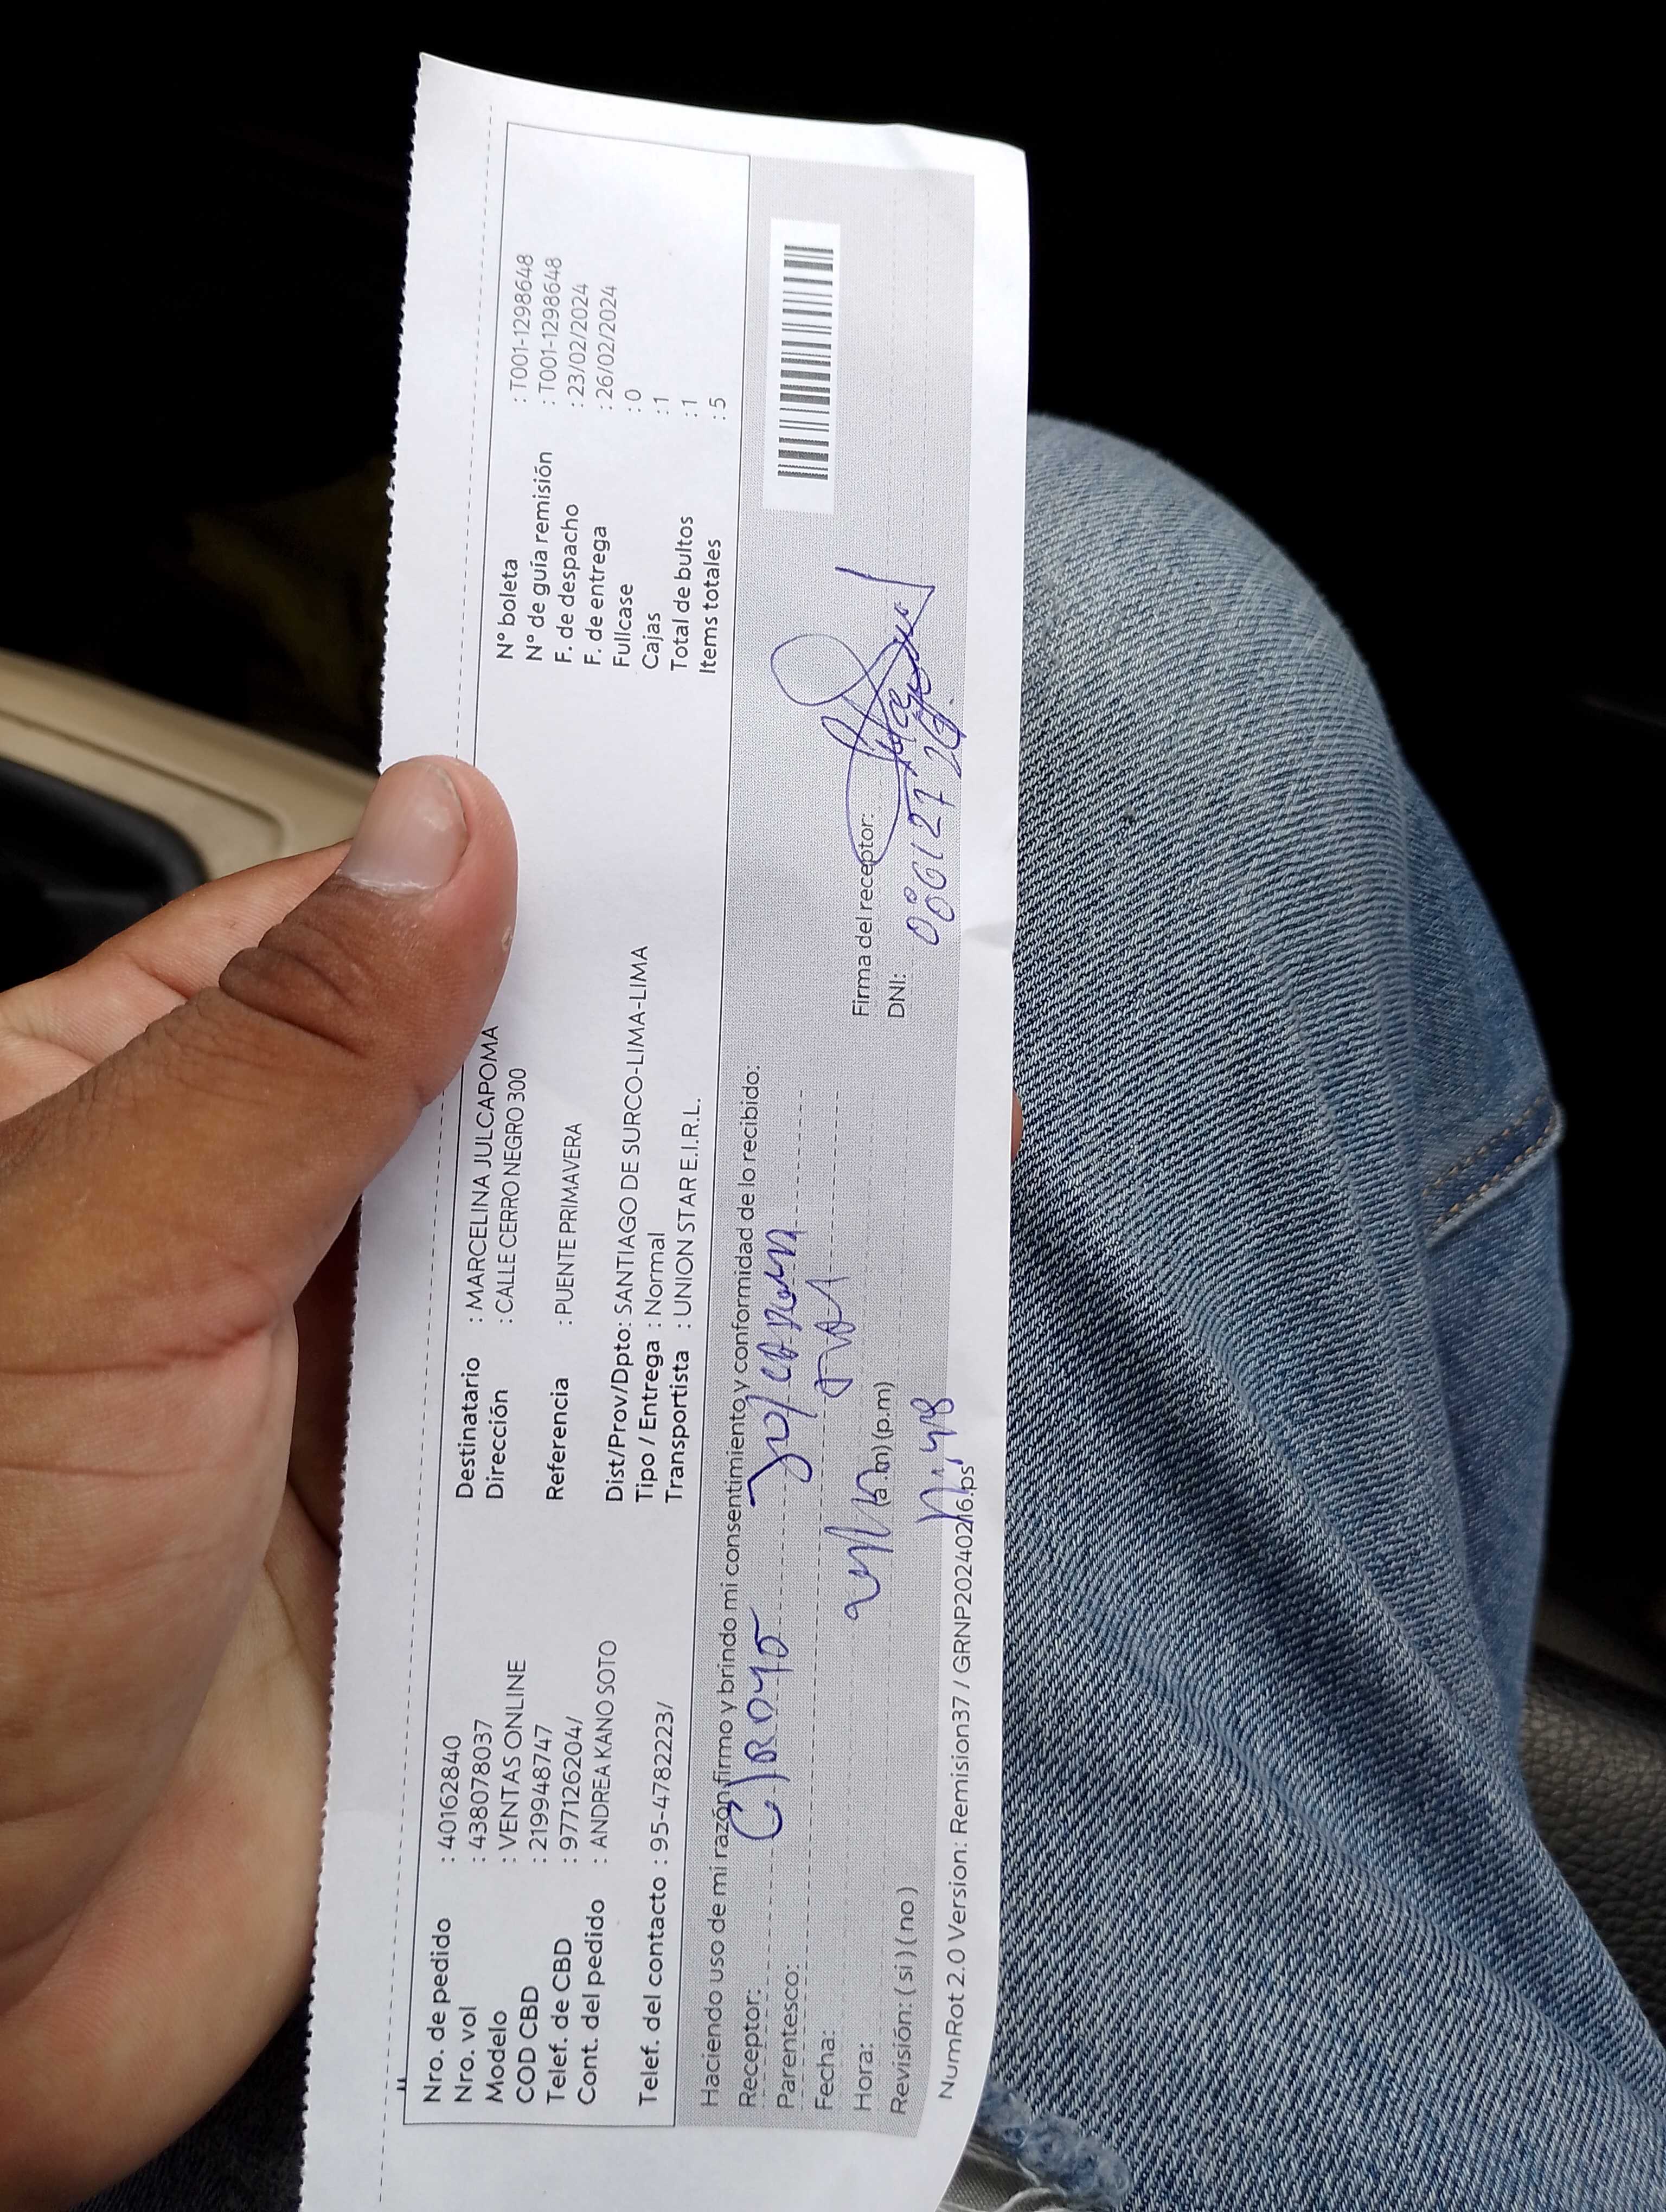 Nro. de pedido : 401628​40
Nro. vol : 438078037
Modelo : VENTAS ONLINE
COD CBD : 219948747
Telef. de CBD : 977126204/
Cont. del pedido : ANDREA KANO SOTO
Telef. del contacto : 95-4782223/
Destinatario : MARCELINA JULCAPOMA
Dirección : CALLE CERRO NEGRO 300
Referencia : PUENTE PRIMAVERA
Dist/Prov/Dpto: SANTIAGO DE SURCO-LIMA-LIMA
Tipo / Entrega : Normal
Transportista : UNION STAR E.I.R.L.
N° boleta : T001-1298648
N° de guía remisión : T001-1298648
F. de despacho : 23/02/2024
F. de entrega : 26/02/2024
Fullcase : 0
Cajas : 1
Total de bultos : 1
Items totales : 5
Haciendo uso de mi razón firmo y brindo mi consentimiento y conformidad de lo recibido:
Receptor:
Parentesco:
Fecha:
Hora: (a.m) (p.m)
Revisión: ( si ) ( no )
Firma del receptor:
DNI:
NumRot 2.0 Version: Remision37 / GRNP20240216.ps